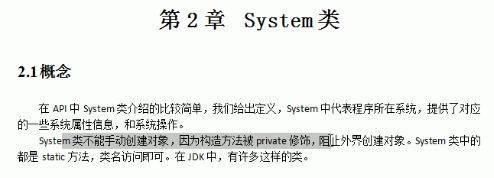 第 2 章 System 类
2.1 概念
在 API 中 System 类介绍的比较简单，我们给出定义，System 中代表程序所在系统，提供了对应
的一些系统属性信息，和系统操作。
System 类不能手动创建对象，因为构造方法被 private 修饰，阻止外界创建对象。System 类中的
都是 static 方法，类名访问即可。在 JDK 中，有许多这样的类。